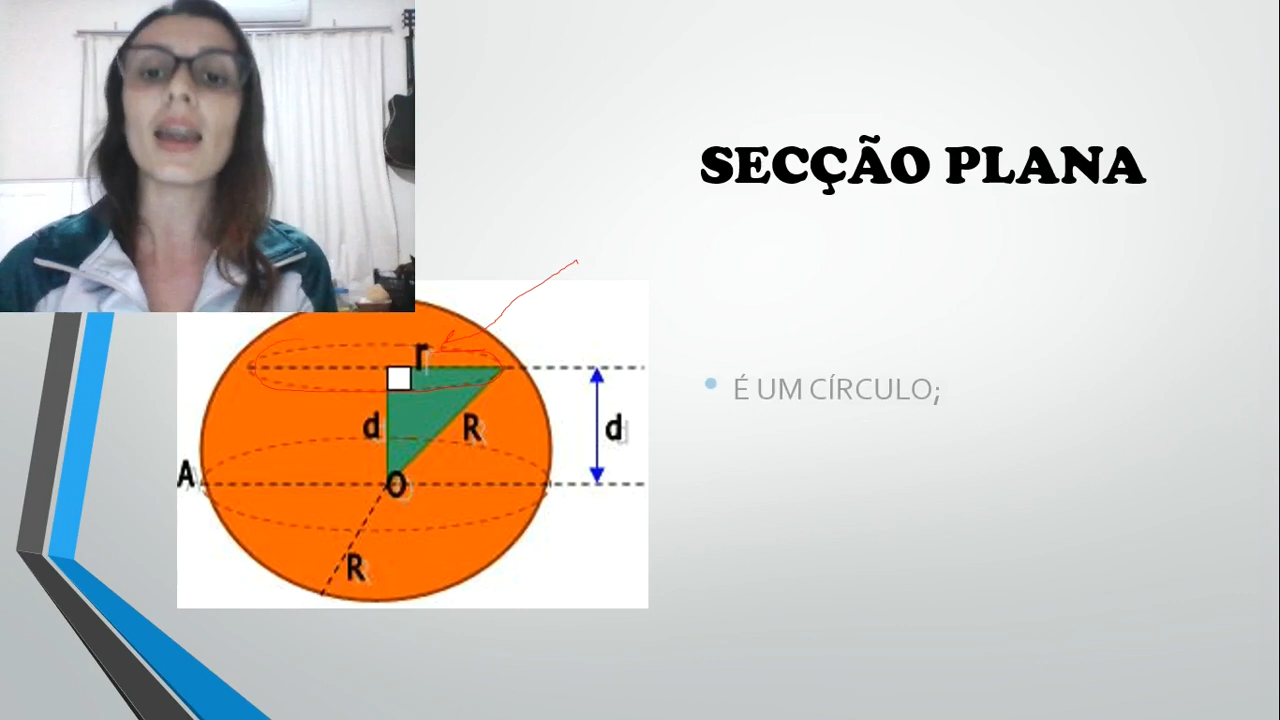 SECÇÃO PLANA
É UM CÍRCULO;
r
d
R
d
A
O
R